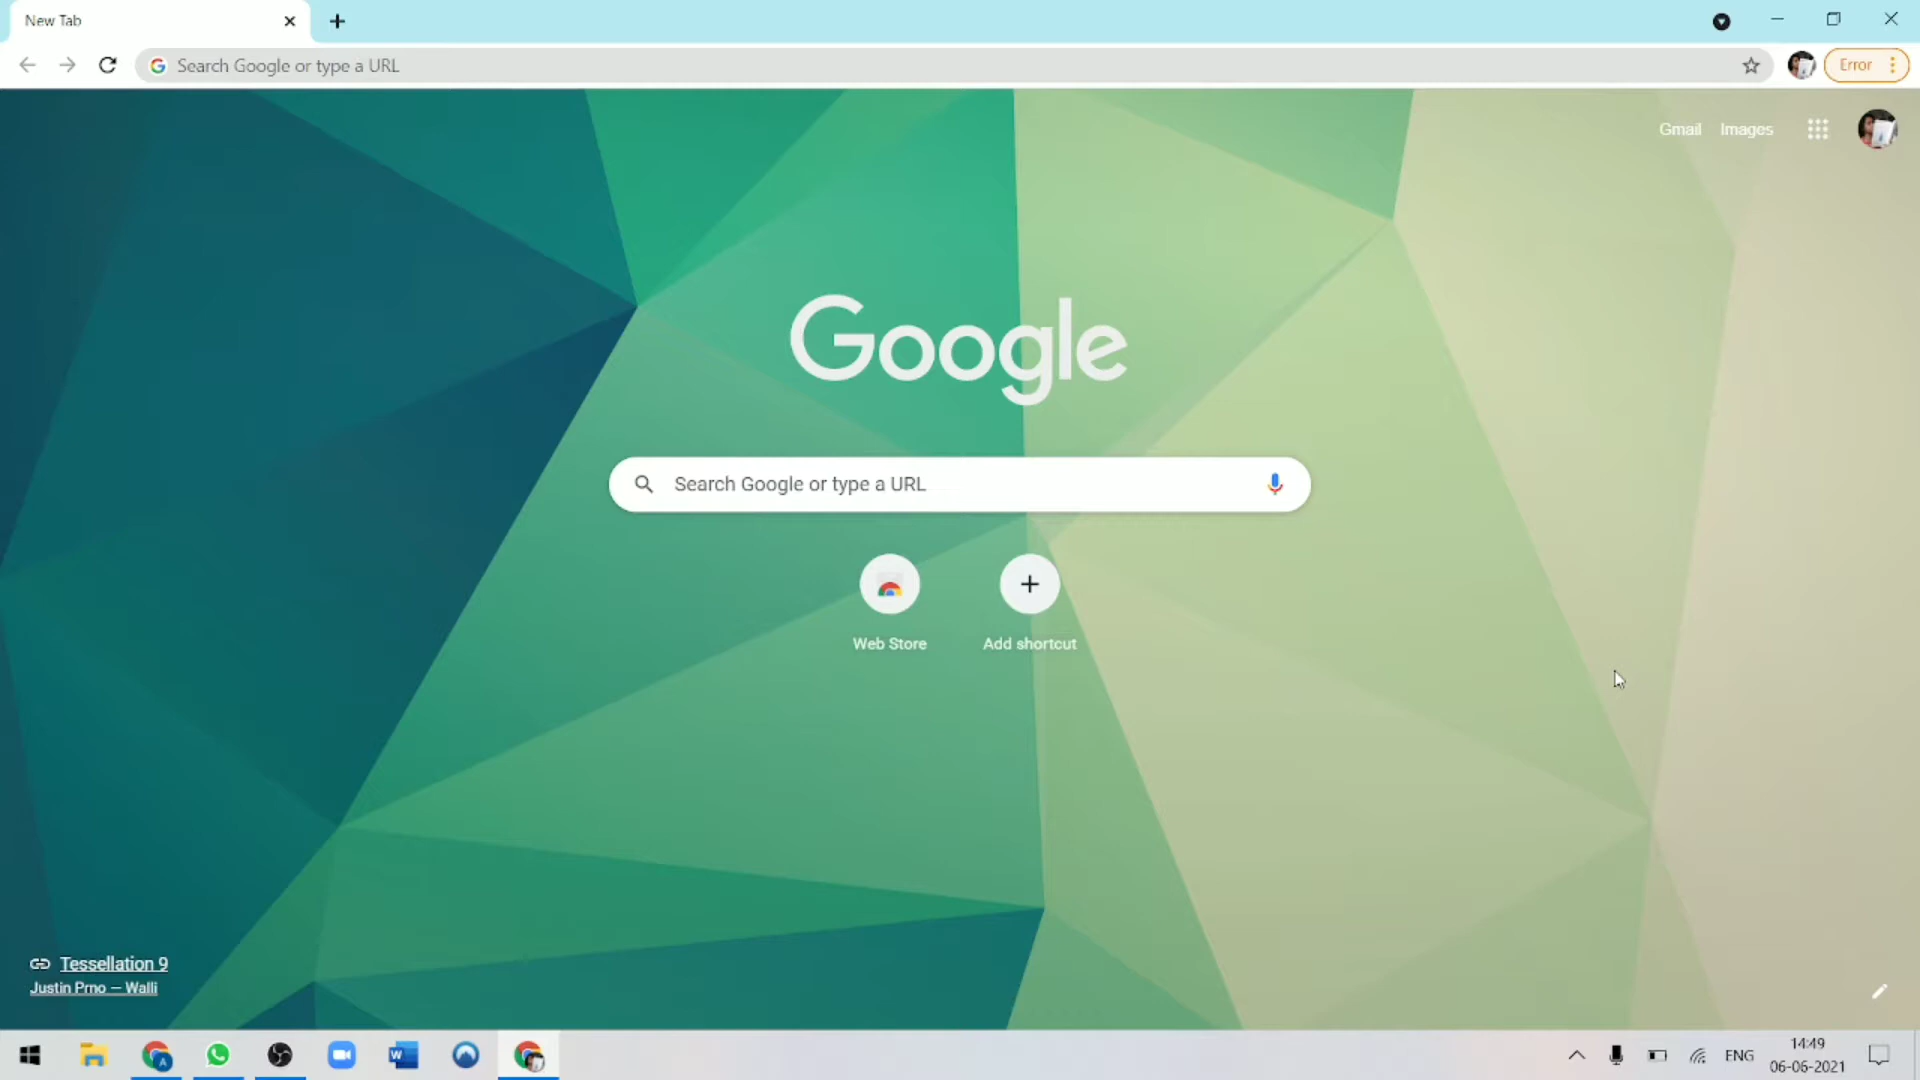 New Tab
Search Google or type a URL
Error
Gmail Images
Google
Search Google or type a URL
Web Store
Add shortcut
Tessellation 9
Justin Prno — Walli
ENG
14:49
06-06-2021